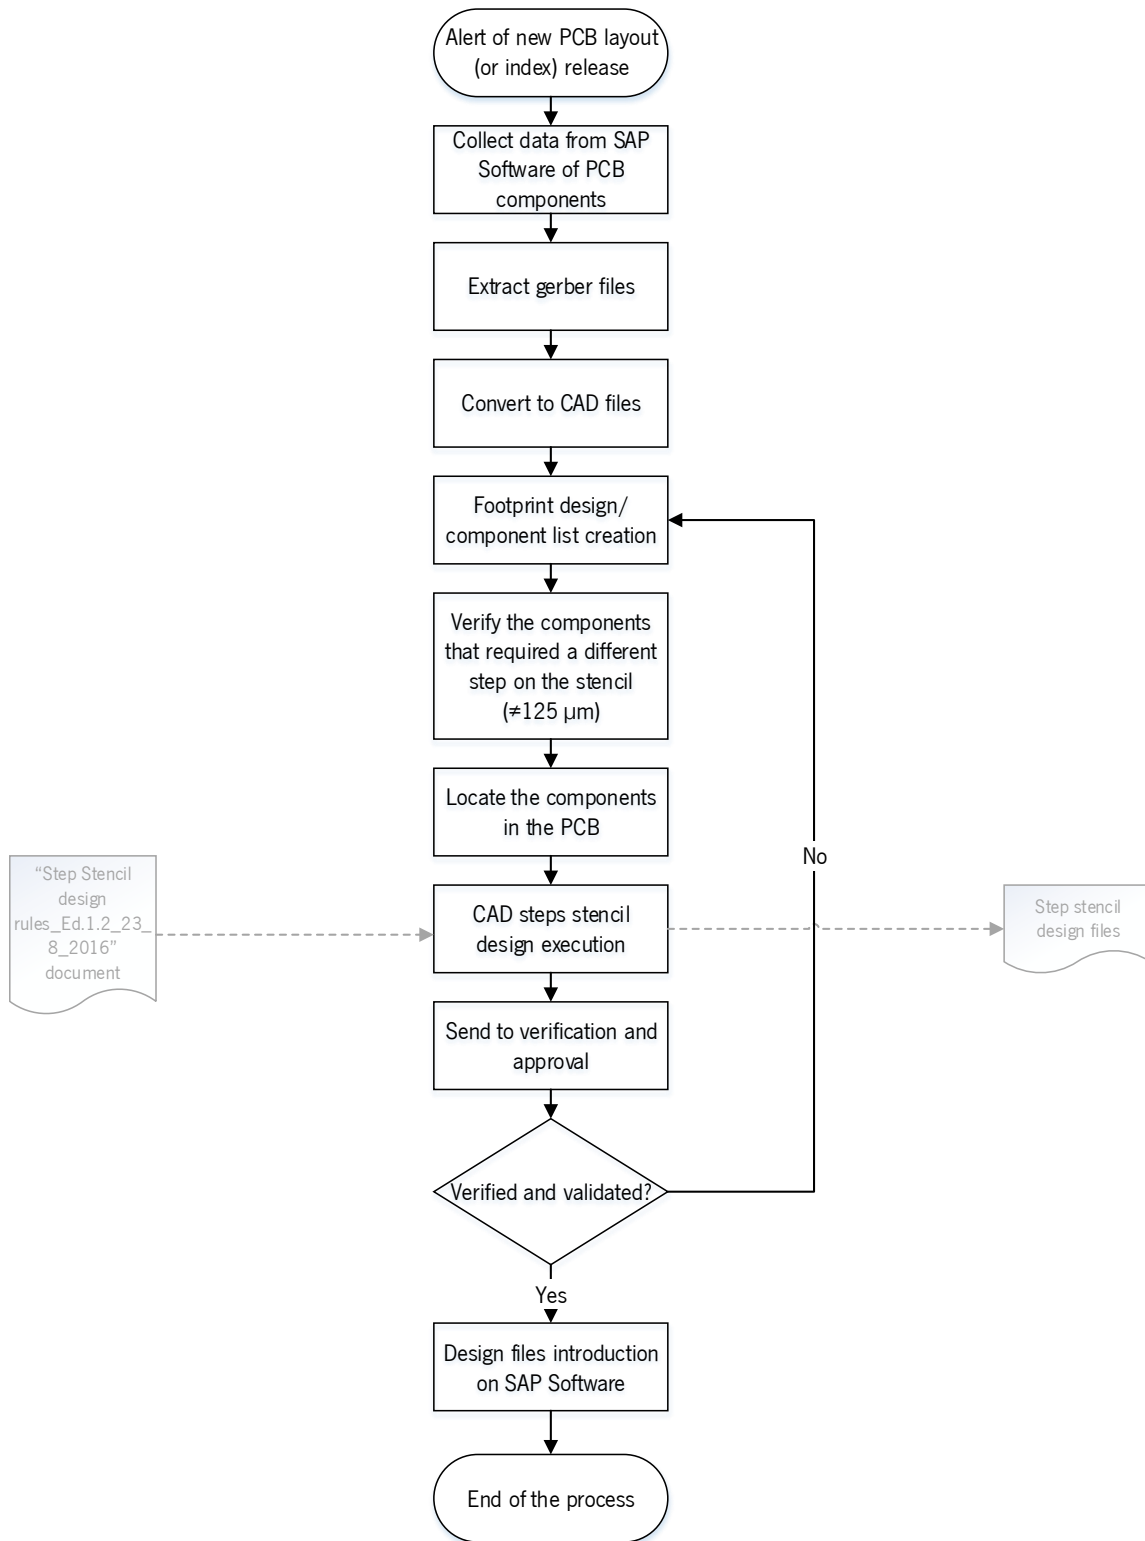 Alert of new PCB layout
(or index) release
Collect data from SAP
Software of PCB
components
Extract gerber files
Convert to CAD files
Footprint design/
component list creation
Verify the components
that required a different
step on the stencil
(≠125 µm)
Locate the components
in the PCB
No
“Step Stencil
design
rules_Ed.1.2_23_
8_2016”
document
CAD steps stencil
design execution
Step stencil
design files
Send to verification and
approval
Verified and validated?
Yes
Design files introduction
on SAP Software
End of the process